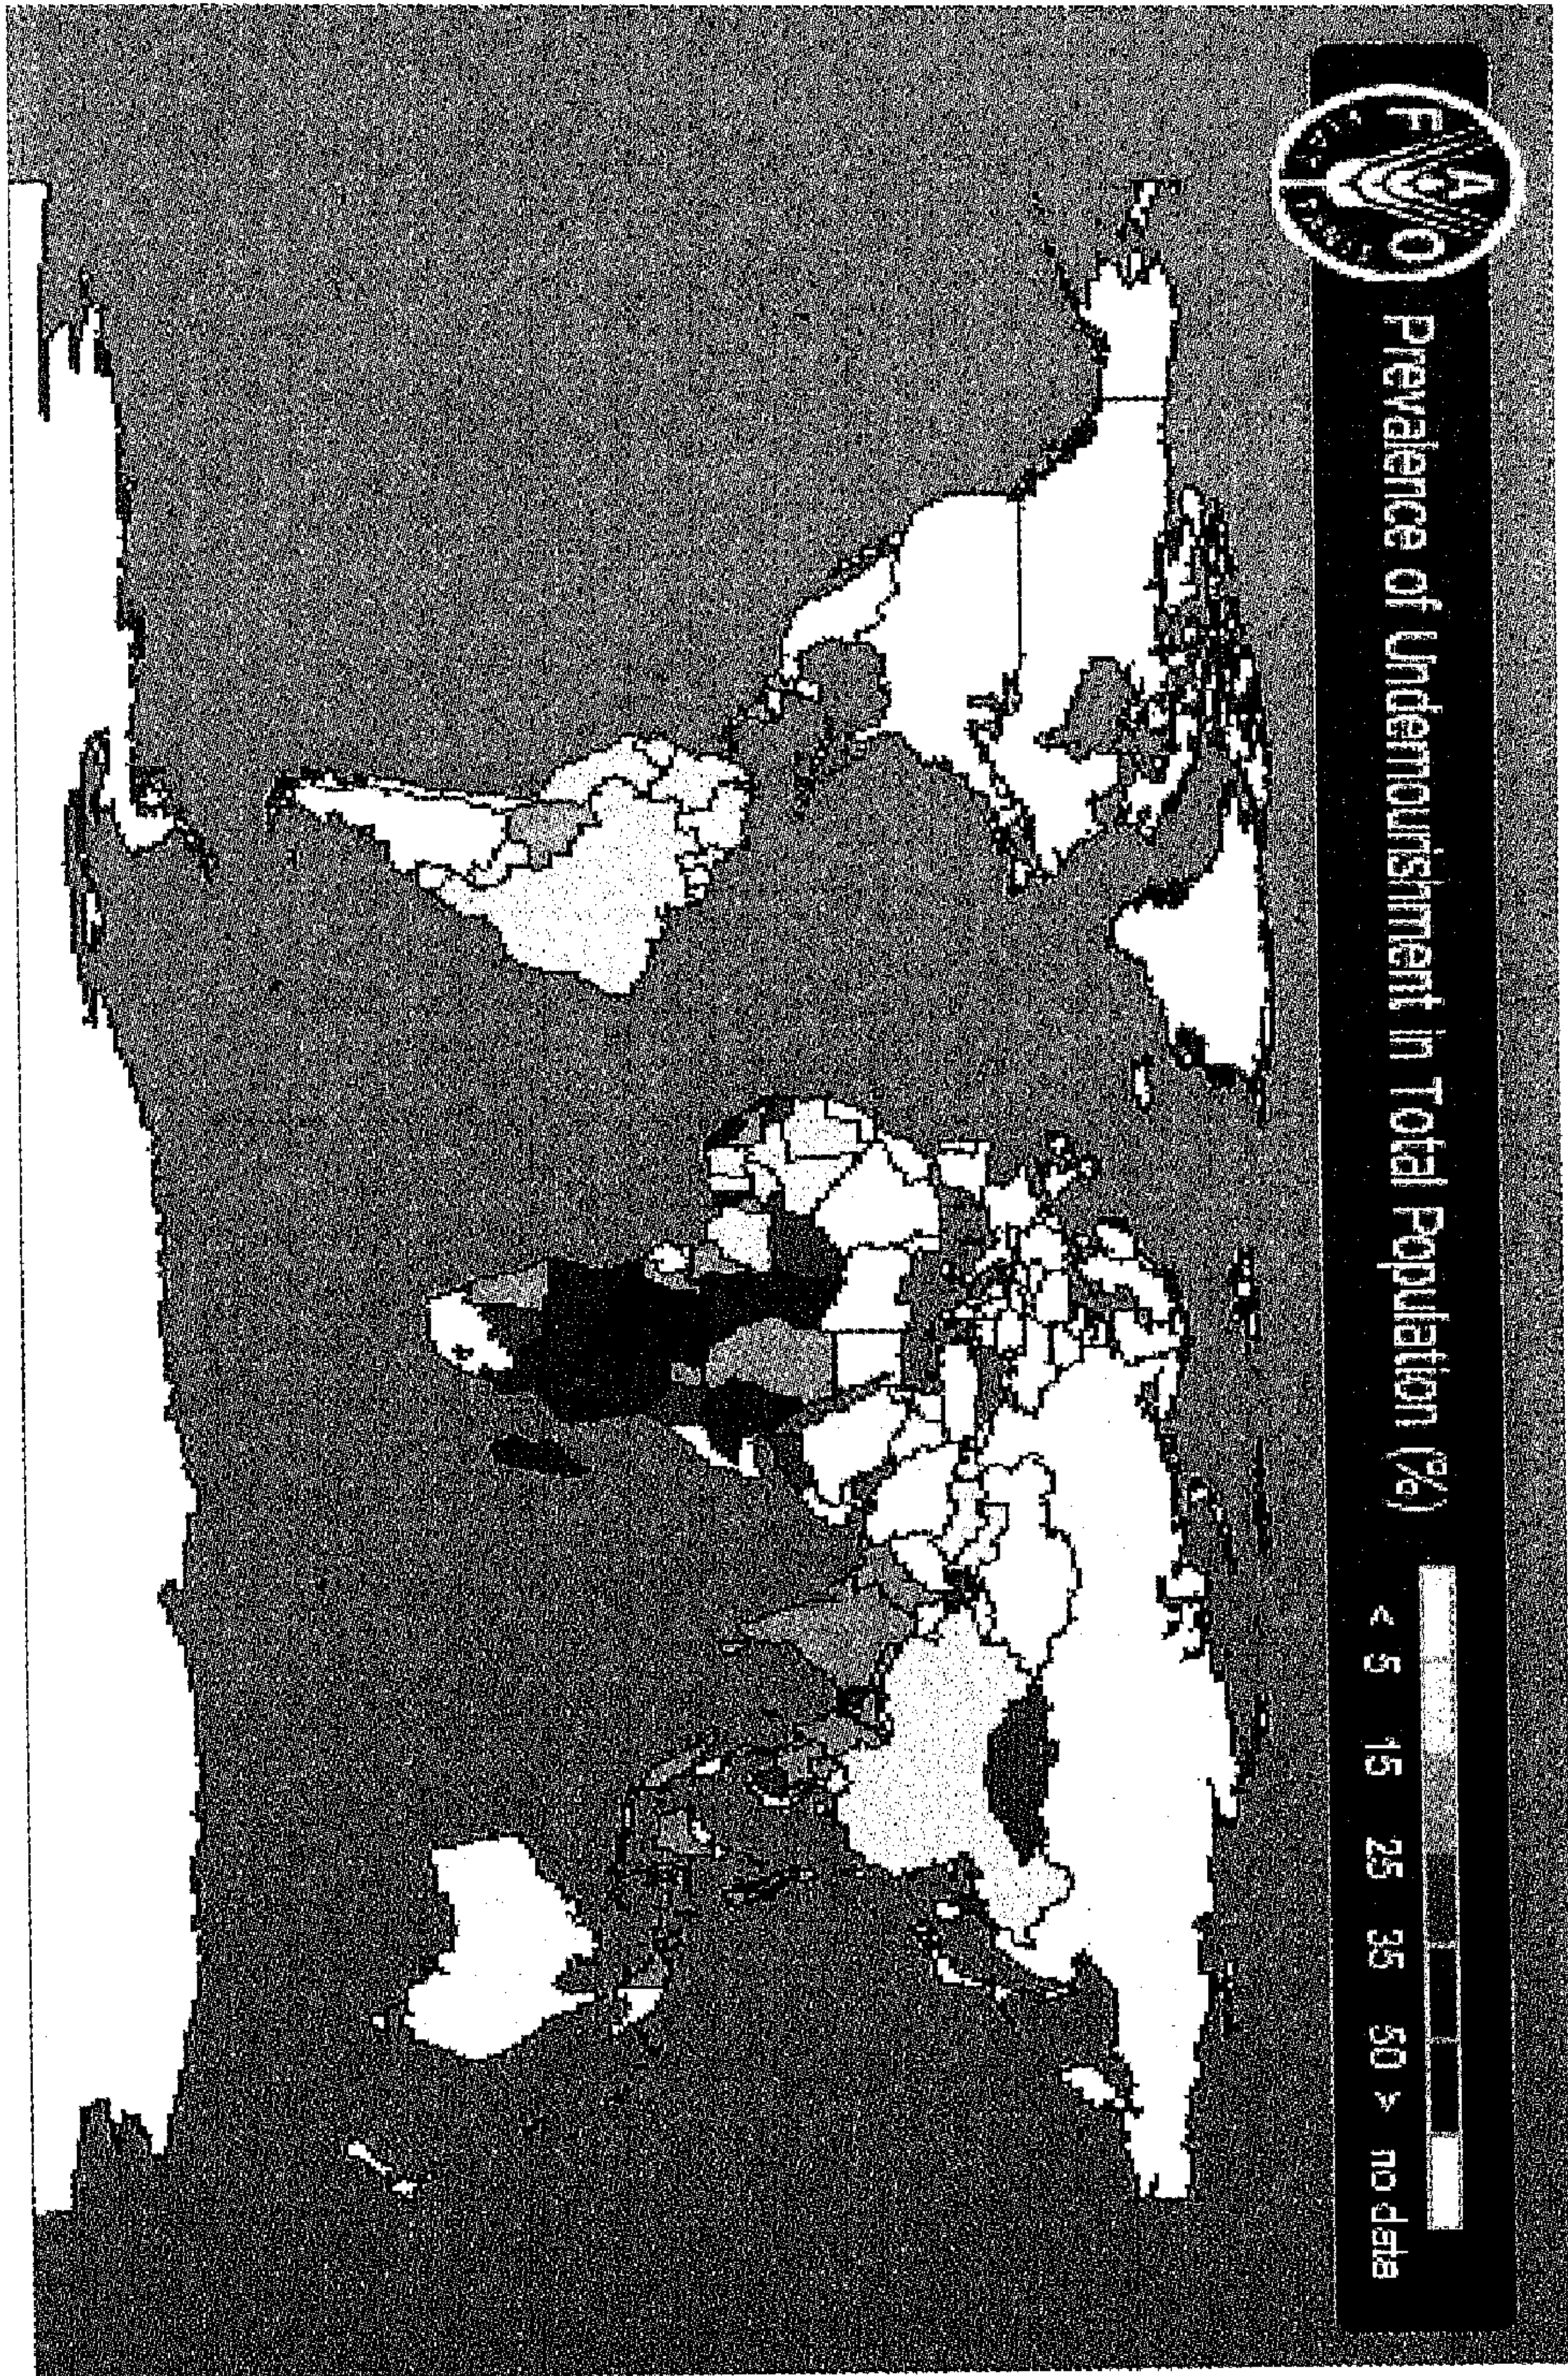 FAO
Prevalence of Undernourishment in Total Population (%)
< 5 15 25 35 50 > no data